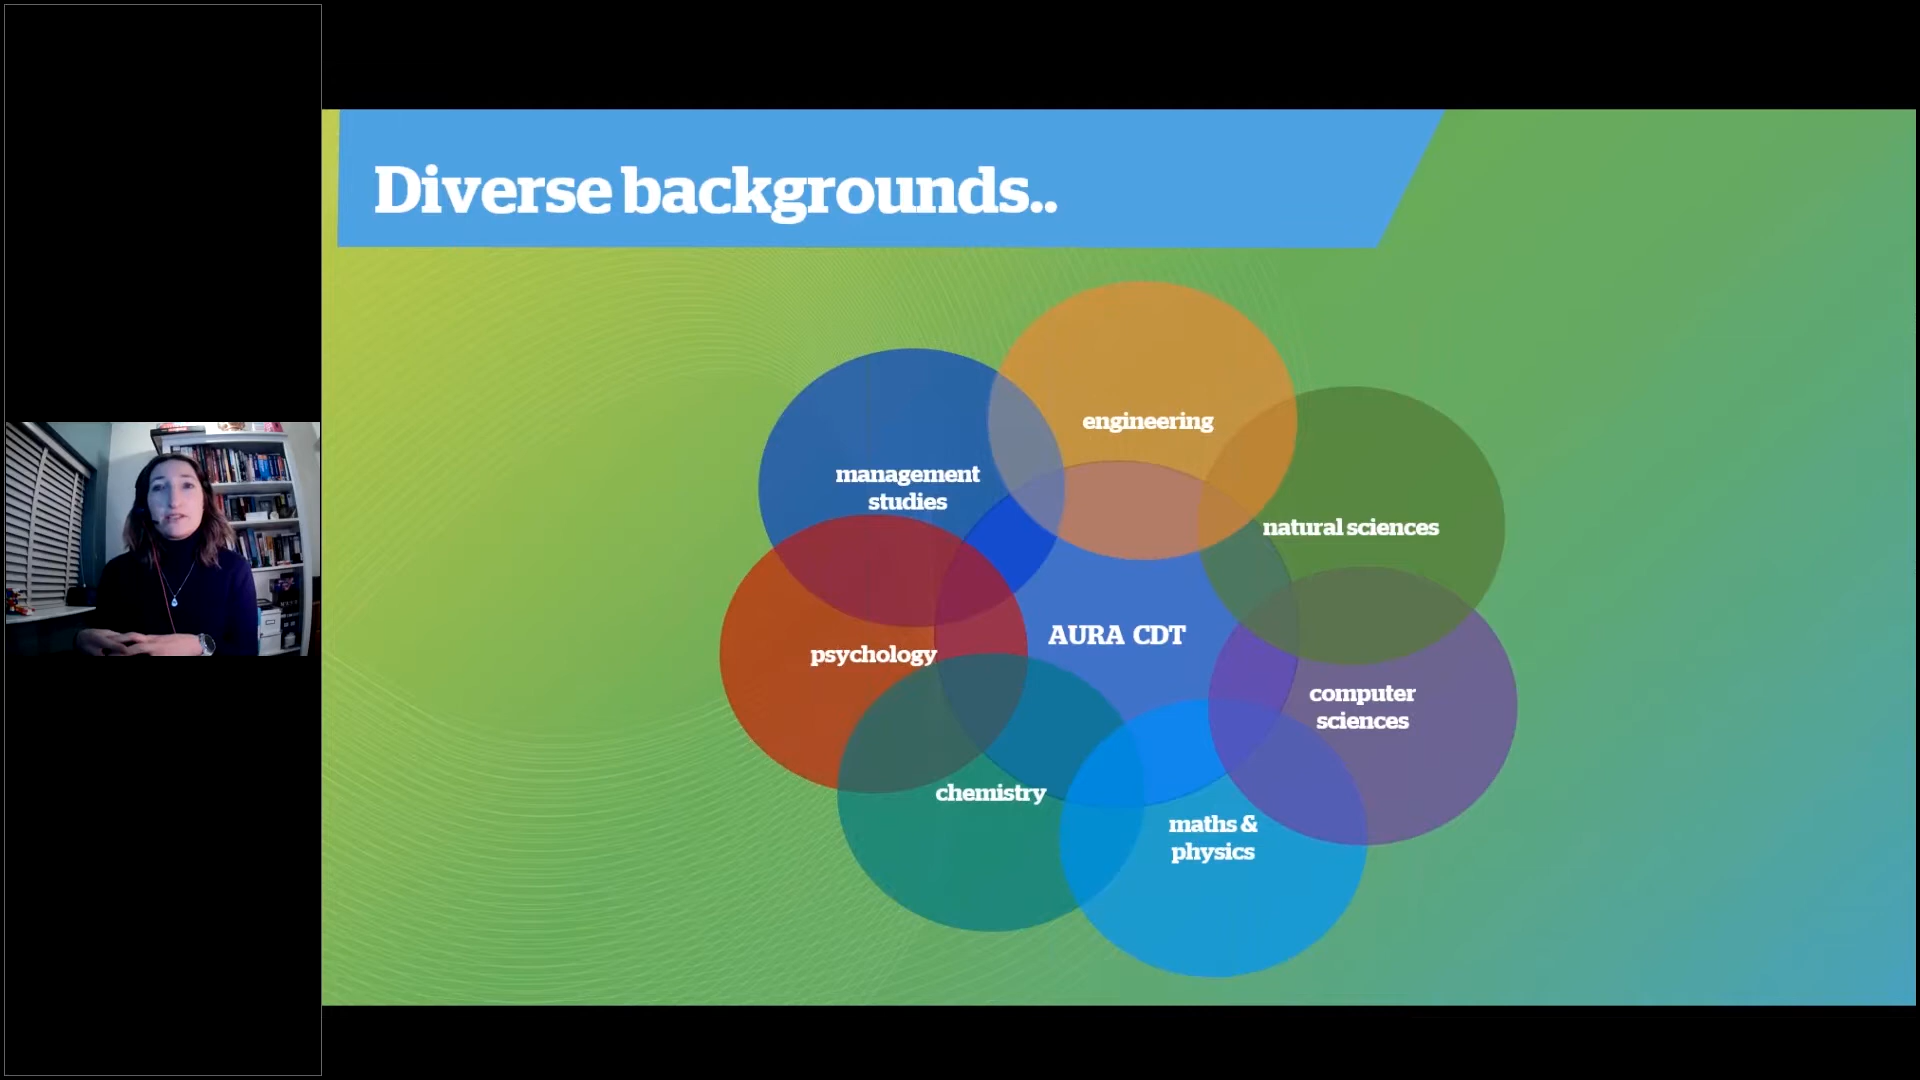 Diverse backgrounds..
engineering
management
studies
natural sciences
AURA CDT
psychology
computer
sciences
chemistry
maths &
physics